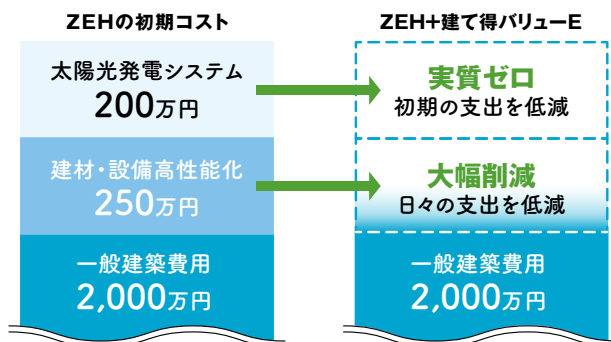 ZEHの初期コスト
太陽光発電システム
200万円
建材・設備高性能化
250万円
一般建築費用
2,000万円
ZEH+建て得バリューE
実質ゼロ
初期の支出を低減
大幅削減
日々の支出を低減
一般建築費用
2,000万円